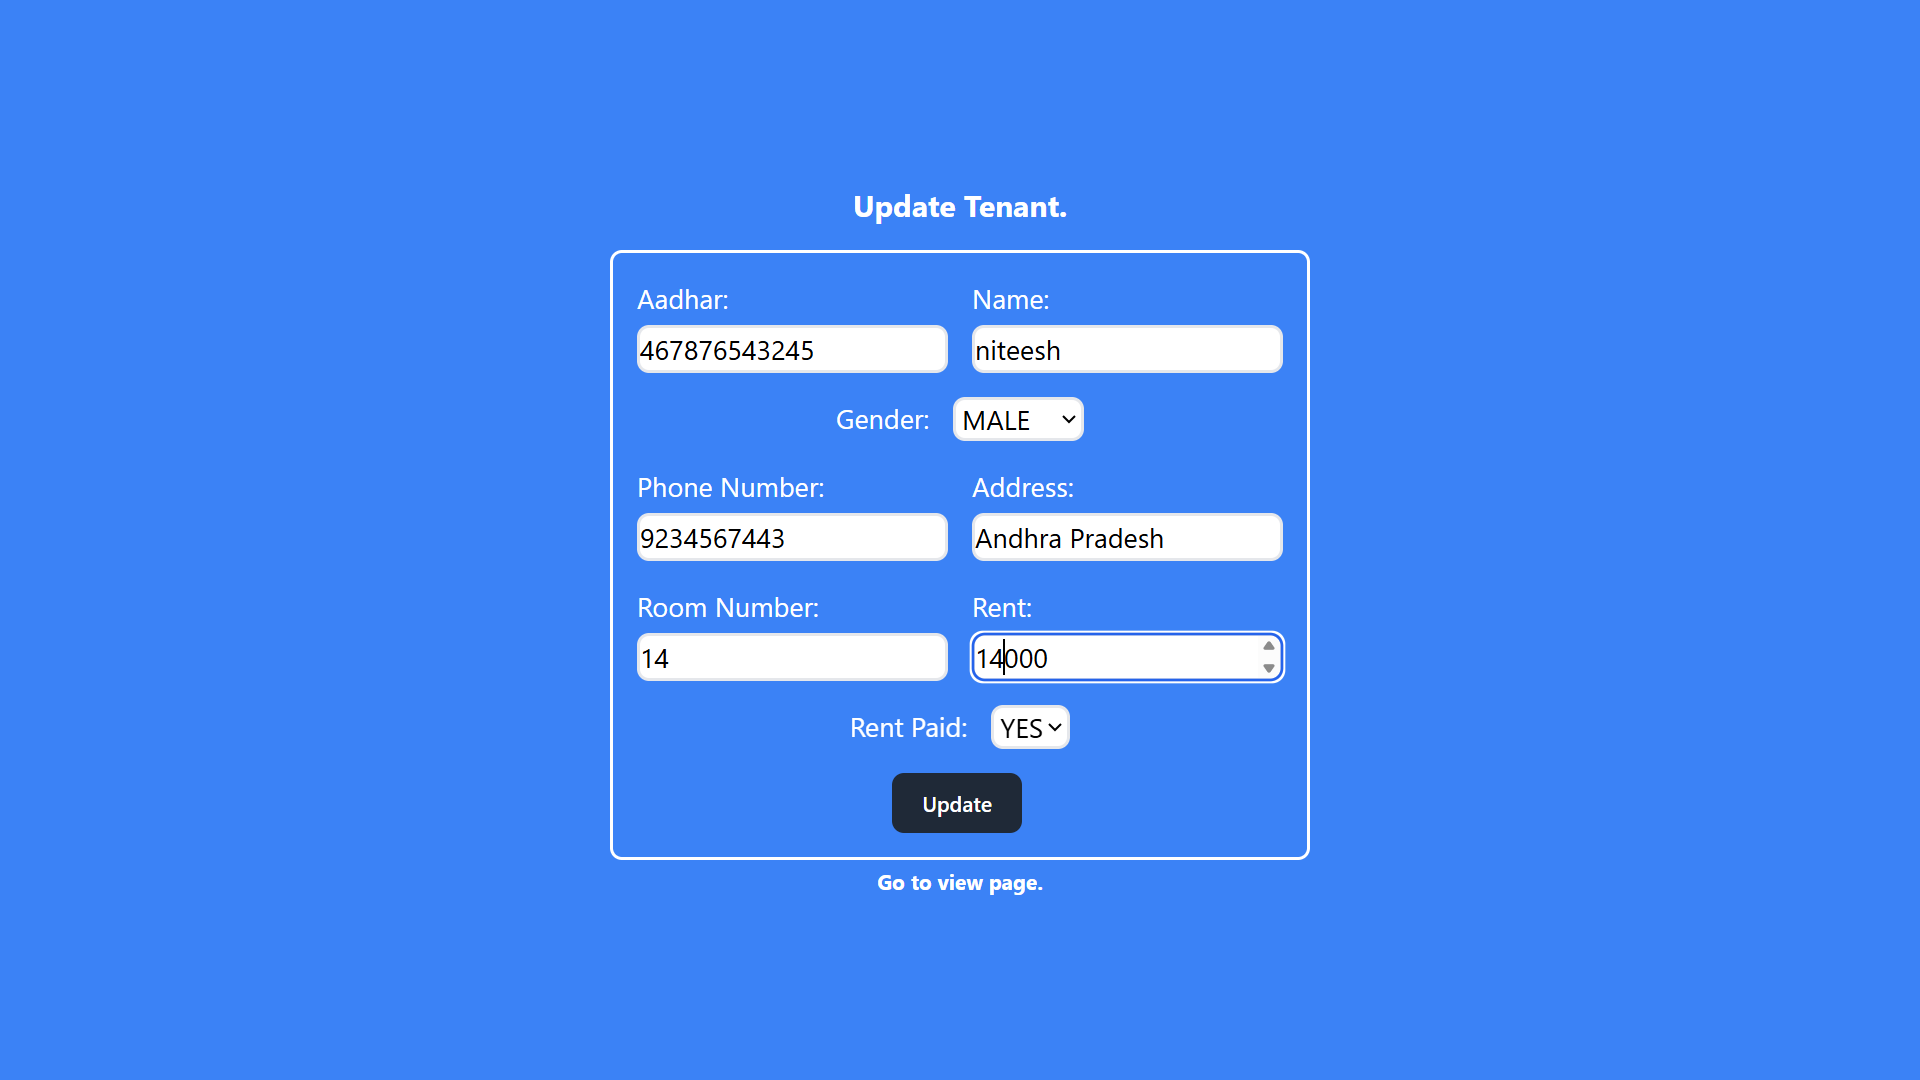 Update Tenant.
Aadhar: Name:
467876543245 niteesh
Gender: MALE
Phone Number: Address:
9234567443 Andhra Pradesh
Room Number: Rent:
14 14000
Rent Paid: YES
Update
Go to view page.